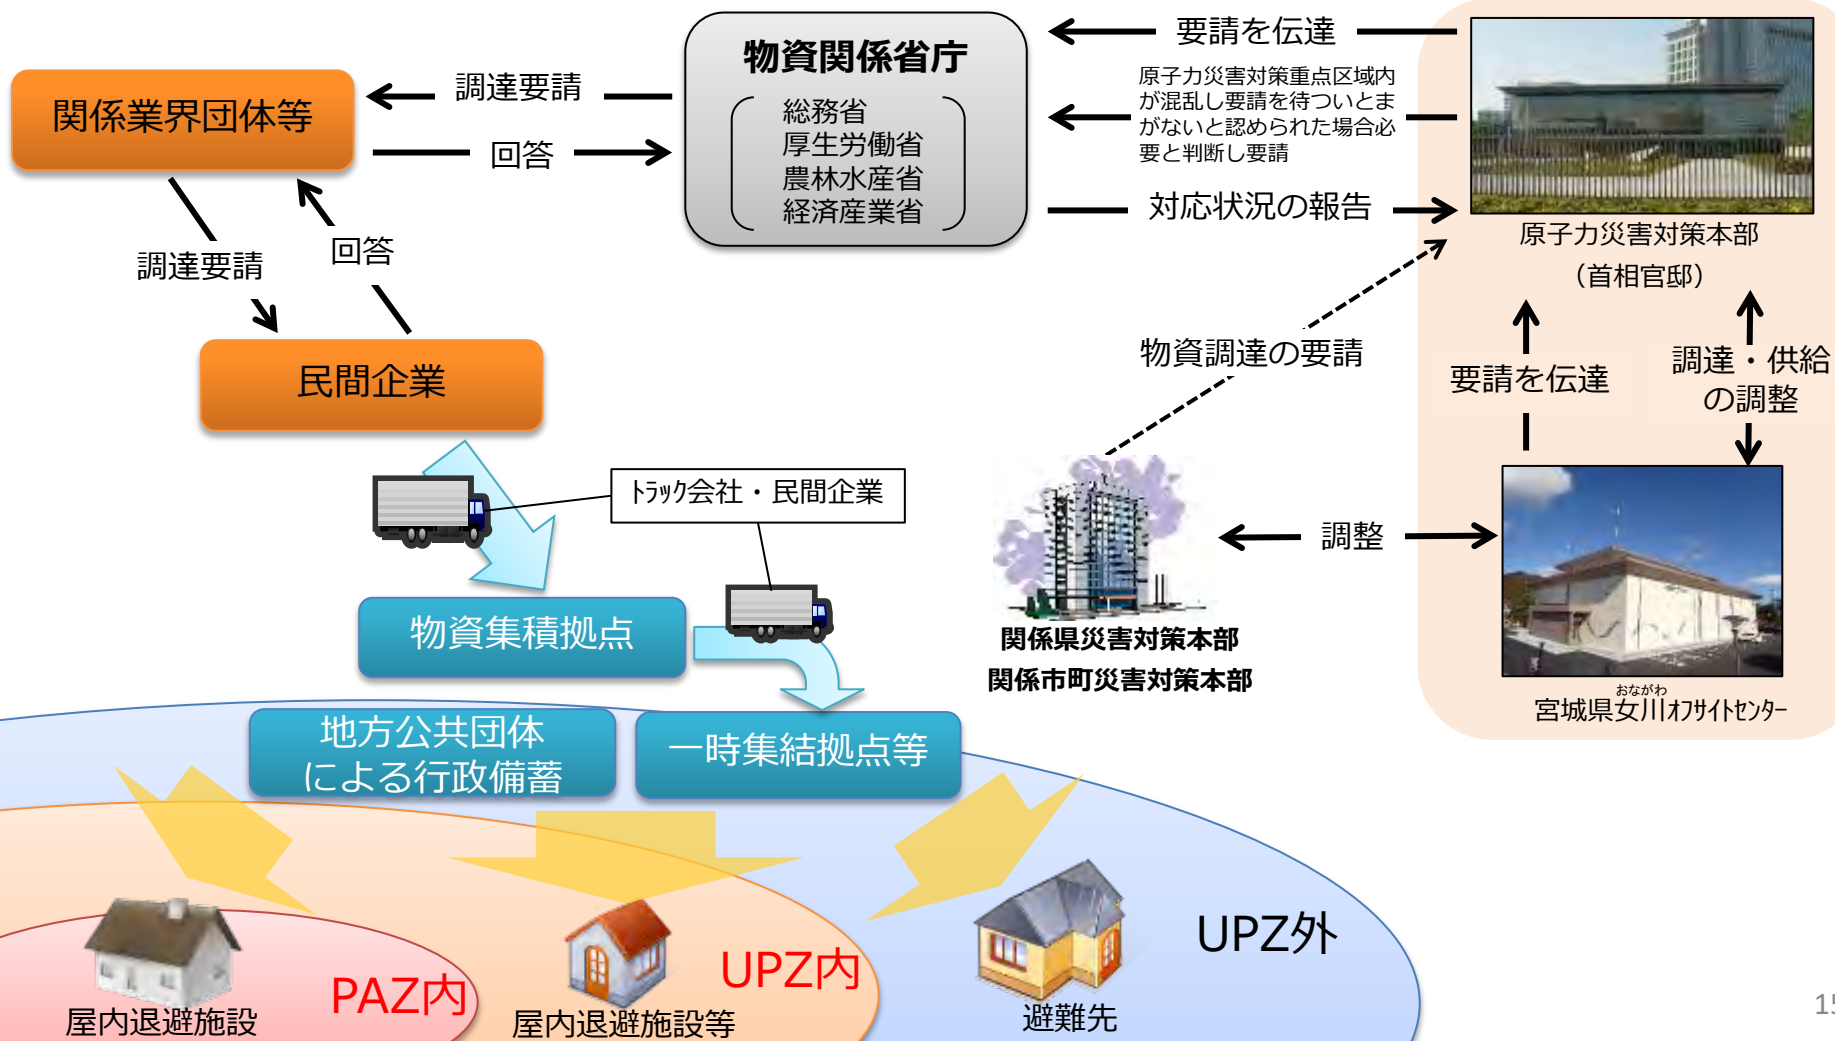 物資関係省庁
総務省
厚生労働省
農林水産省
経済産業省
関係業界団体等
調達要請
回答
要請を伝達
原子力災害対策重点区域内
が混乱し要請を待ついとま
がないと認められた場合必
要と判断し要請
対応状況の報告
原子力災害対策本部
（首相官邸）
調達要請
回答
民間企業
物資調達の要請
要請を伝達
調達・供給
の調整
ﾄﾗｯｸ会社・民間企業
調整
物資集積拠点
関係県災害対策本部
関係市町災害対策本部
おながわ
宮城県女川ｵﾌｻｲﾄｾﾝﾀｰ
地方公共団体
による行政備蓄
一時集結拠点等
UPZ外
UPZ内
PAZ内
屋内退避施設
屋内退避施設等
避難先
15